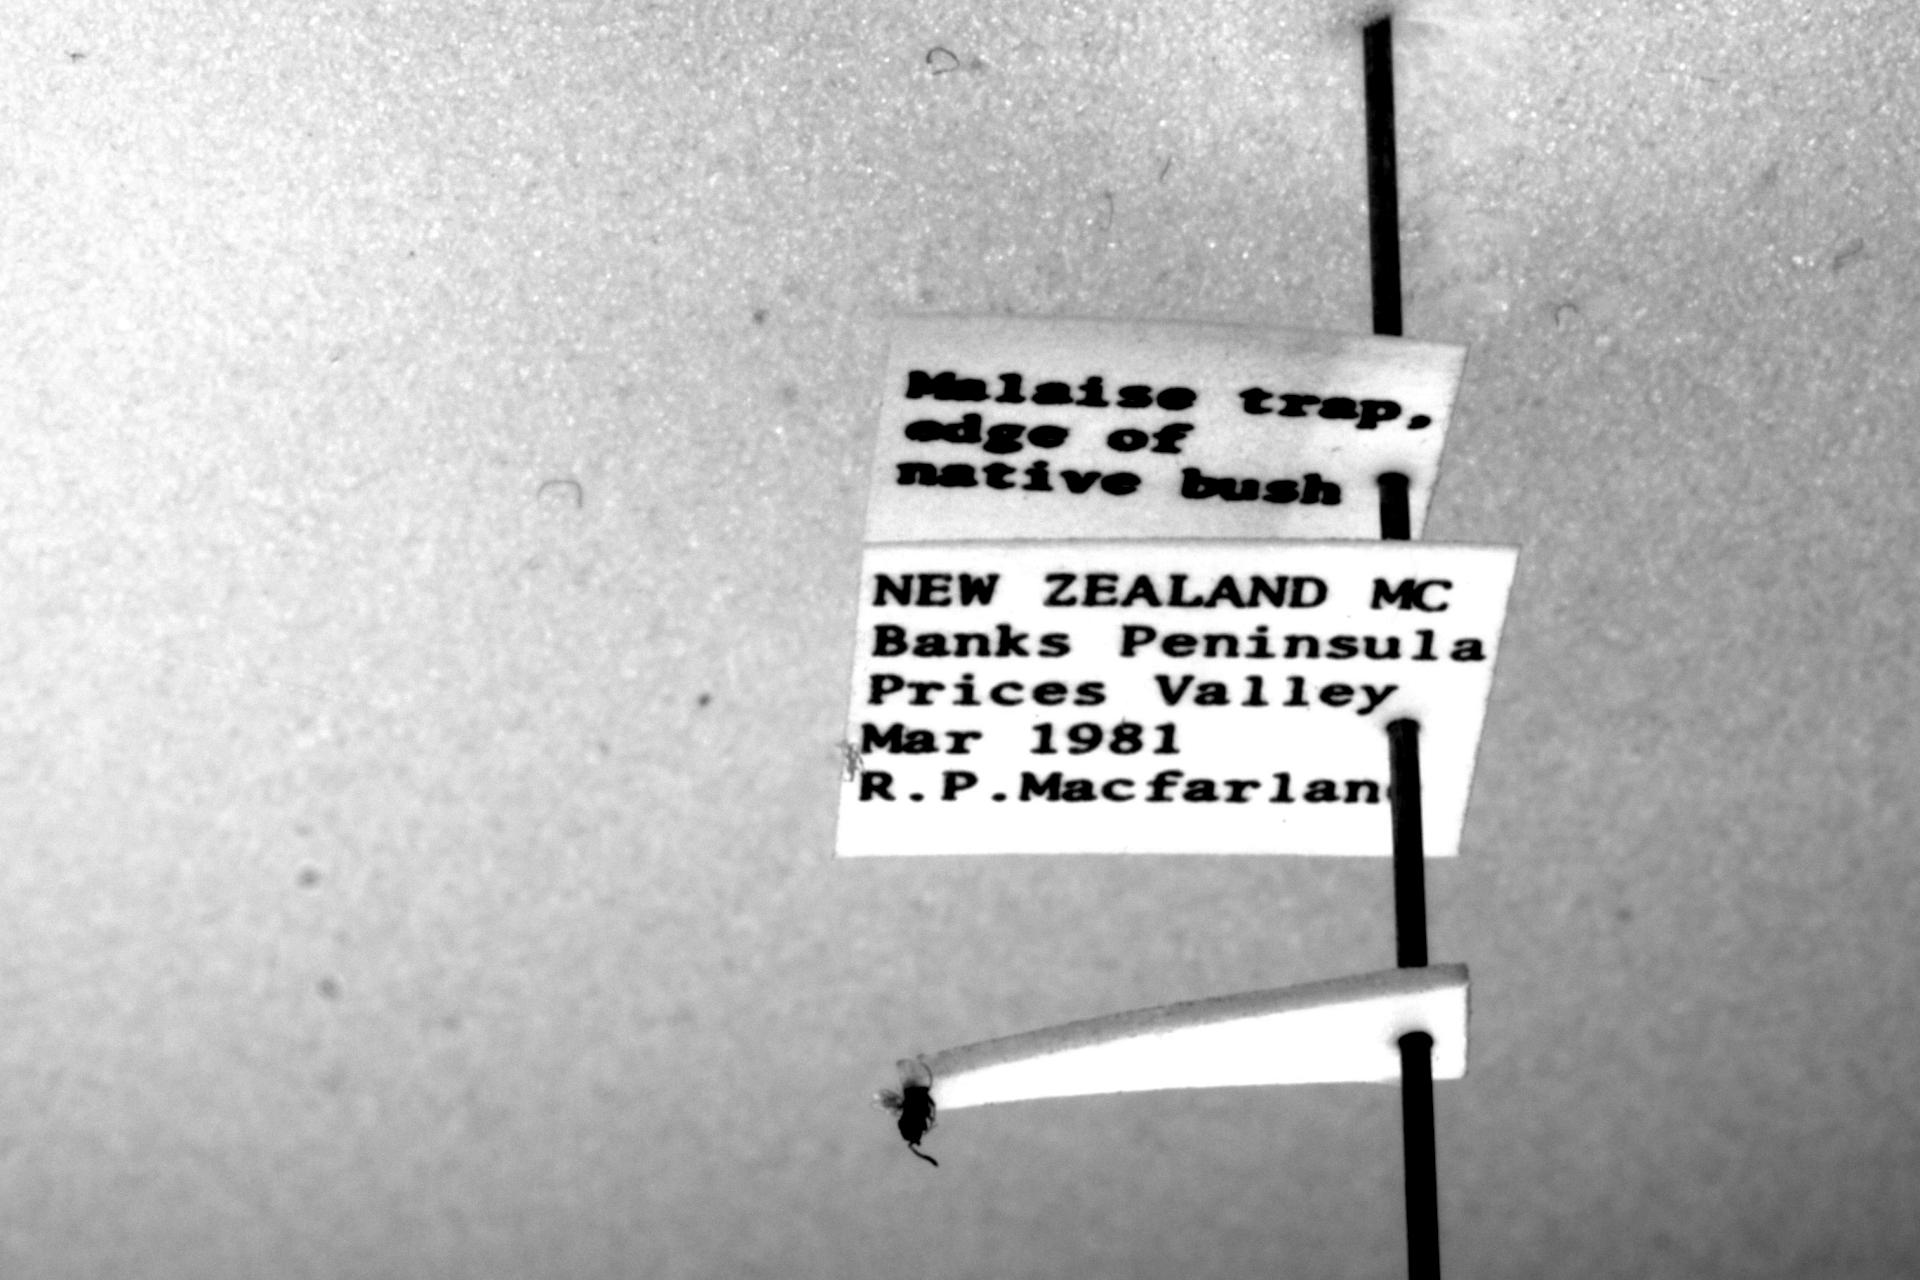 Malaise trap,
edge of
native bush
NEW ZEALAND MC
Banks Peninsula
Prices Valley
Mar 1981
R.P.Macfarlan